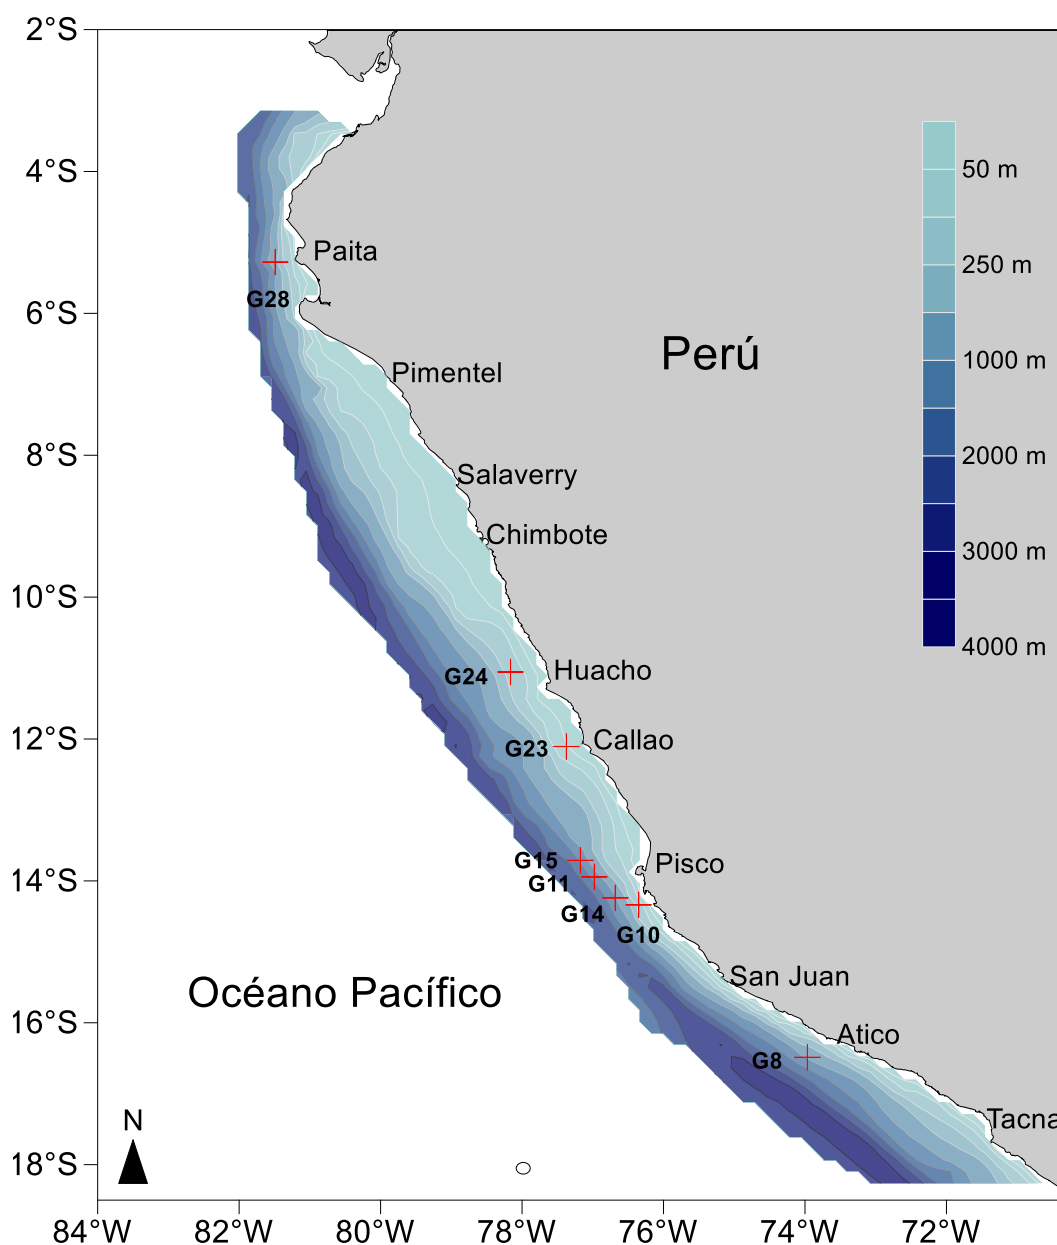 2°S
4°S
50 m
Paita
250 m
G28
6°S
Perú
1000 m
Pimentel
8°S
2000 m
Salaverry
Chimbote
3000 m
10°S
4000 m
Huacho
G24
12°S
Callao
G23
G15
Pisco
14°S
G11
G14
G10
San Juan
Océano Pacífico
16°S
Atico
G8
N
Tacna
18°S
84°W
82°W
80°W
78°W
76°W
74°W
72°W